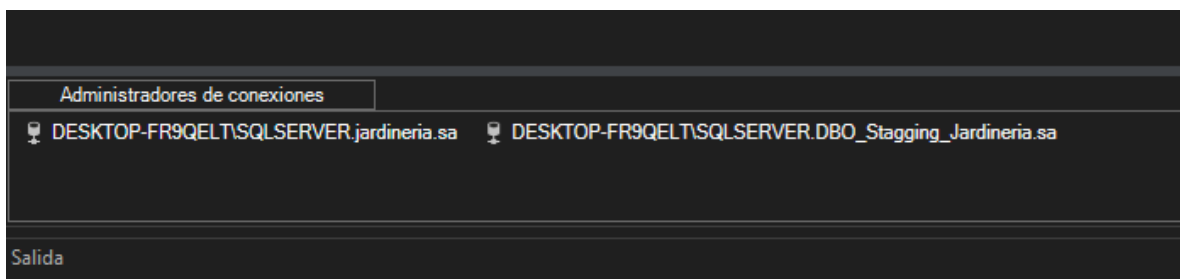 Administradores de conexiones
DESKTOP-FR9QELT\SQLSERVER.jardineria.sa DESKTOP-FR9QELT\SQLSERVER.DBO_Stagging_Jardineria.sa
Salida